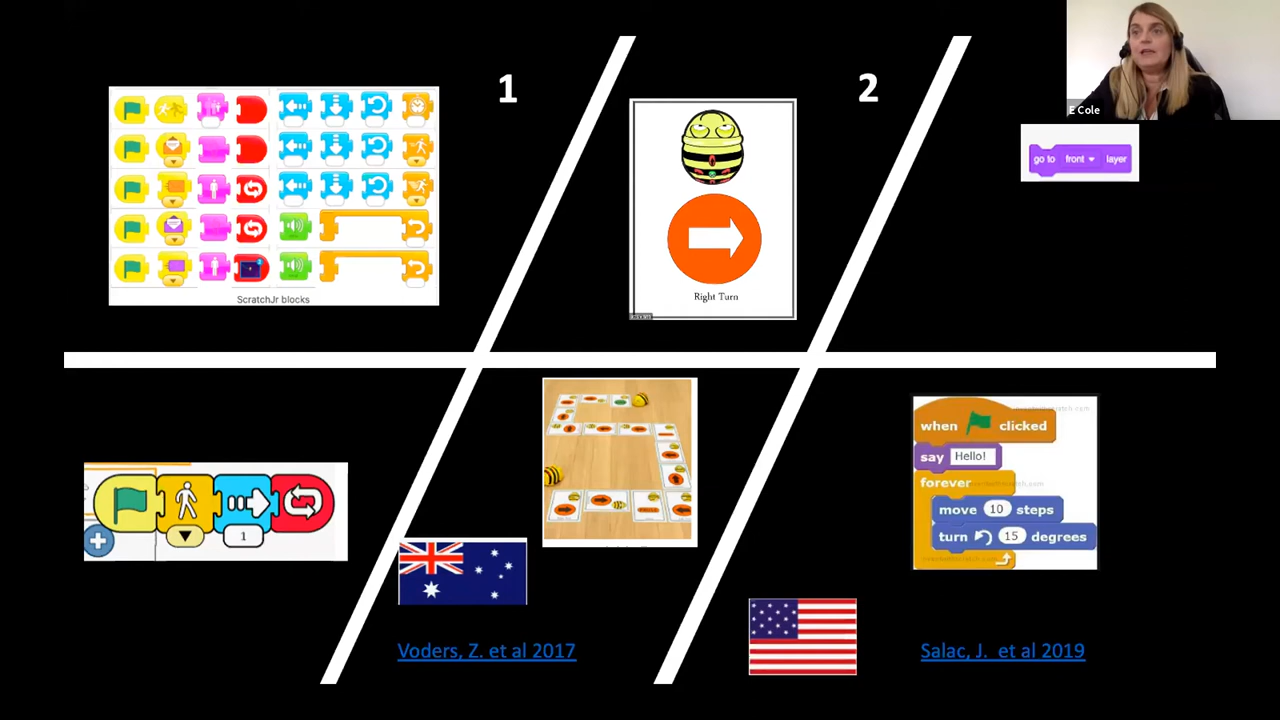 1
2
E Cole
go to front layer
ScratchJr blocks
Right Turn
when clicked
say Hello!
forever
move 10 steps
turn 15 degrees
1
Voders, Z. et al 2017
Salac, J. et al 2019